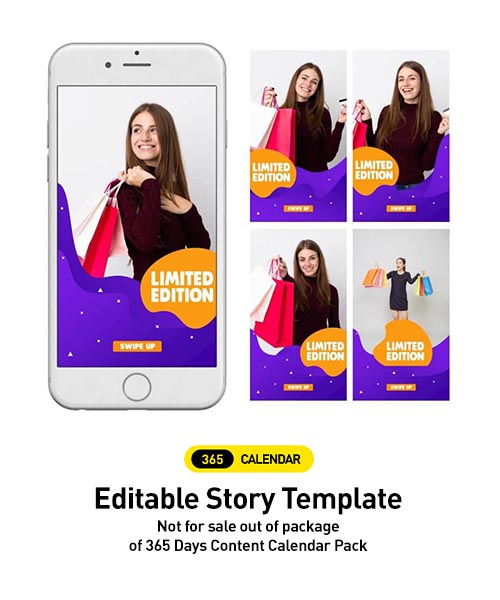 LIMITED
EDITION
SWIPE UP
LIMITED
EDITION
SWIPE UP
LIMITED
EDITION
SWIPE UP
LIMITED
EDITION
SWIPE UP
LIMITED
EDITION
SWIPE UP
365 CALENDAR
Editable Story Template
Not for sale out of package
of 365 Days Content Calendar Pack